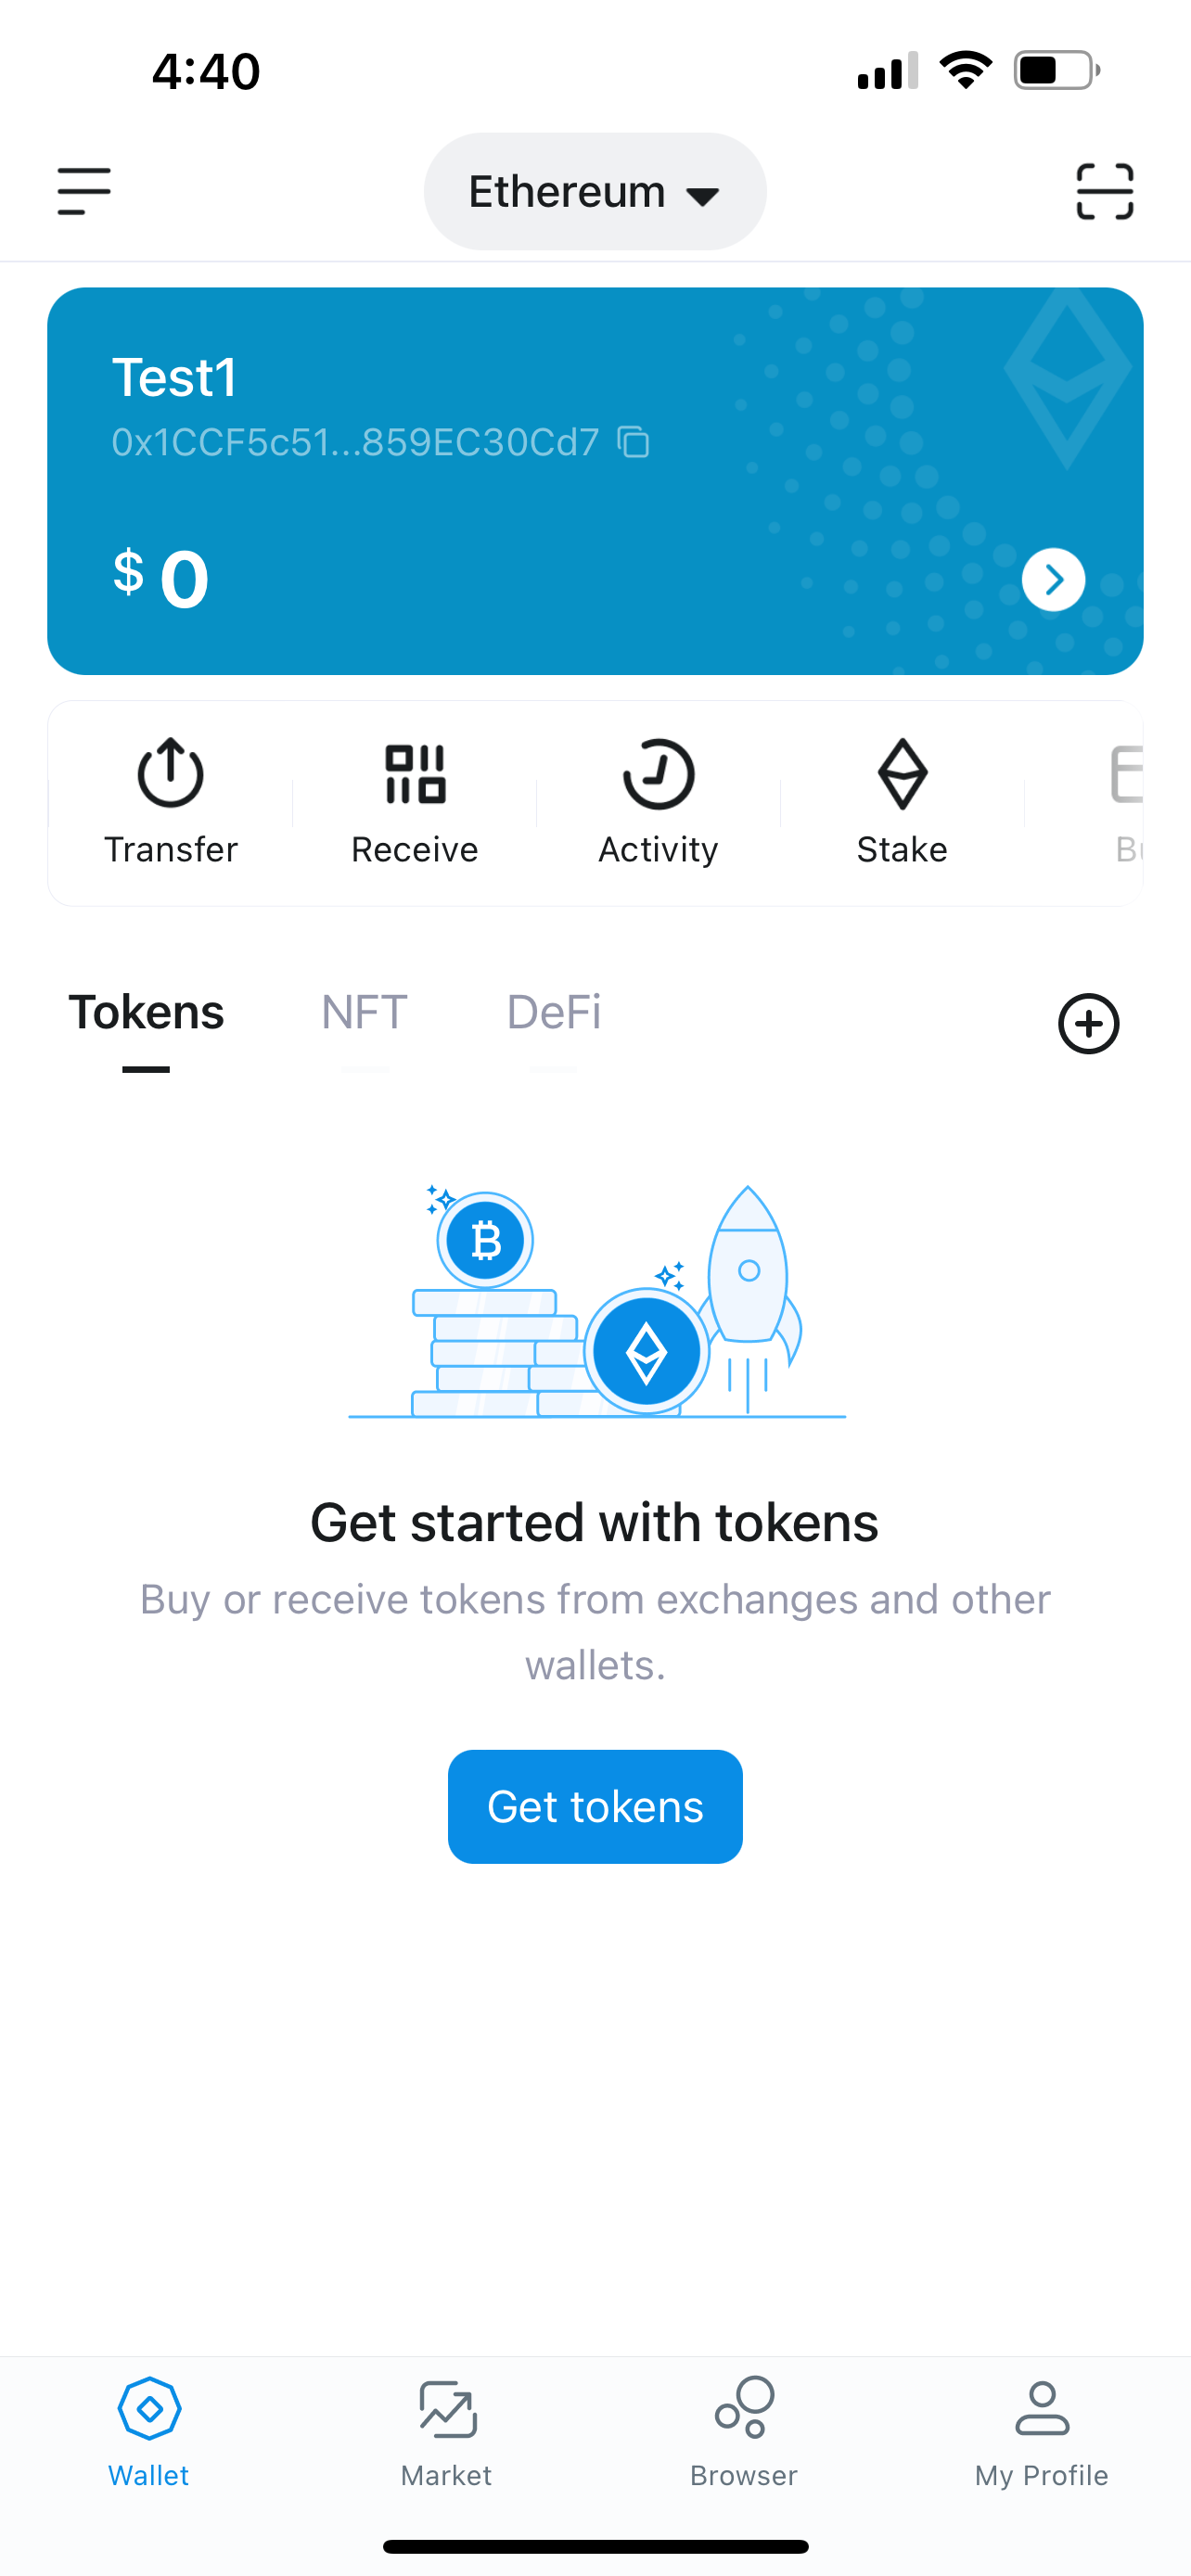 4:40
Ethereum
Test1
0x1CCF5c51...859EC30Cd7
$ 0
Transfer
Receive
Activity
Stake
Tokens
NFT
DeFi
Get started with tokens
Buy or receive tokens from exchanges and other
wallets.
Get tokens
Wallet
Market
Browser
My Profile